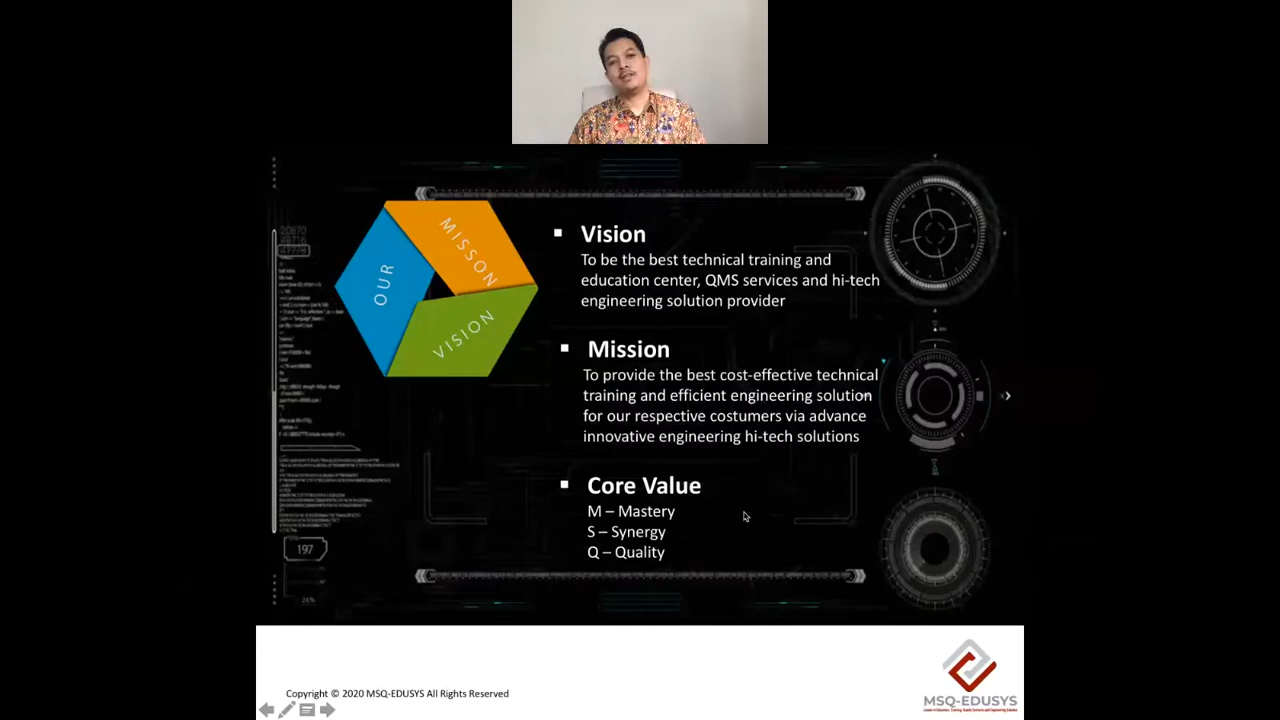 OUR
MISSON
VISION
Vision
To be the best technical training and
education center, QMS services and hi-tech
engineering solution provider
Mission
To provide the best cost-effective technical
training and efficient engineering solution
for our respective costumers via advance
innovative engineering hi-tech solutions
Core Value
M – Mastery
S – Synergy
Q – Quality
197
26%
Copyright © 2020 MSQ-EDUSYS All Rights Reserved
MSQ-EDUSYS